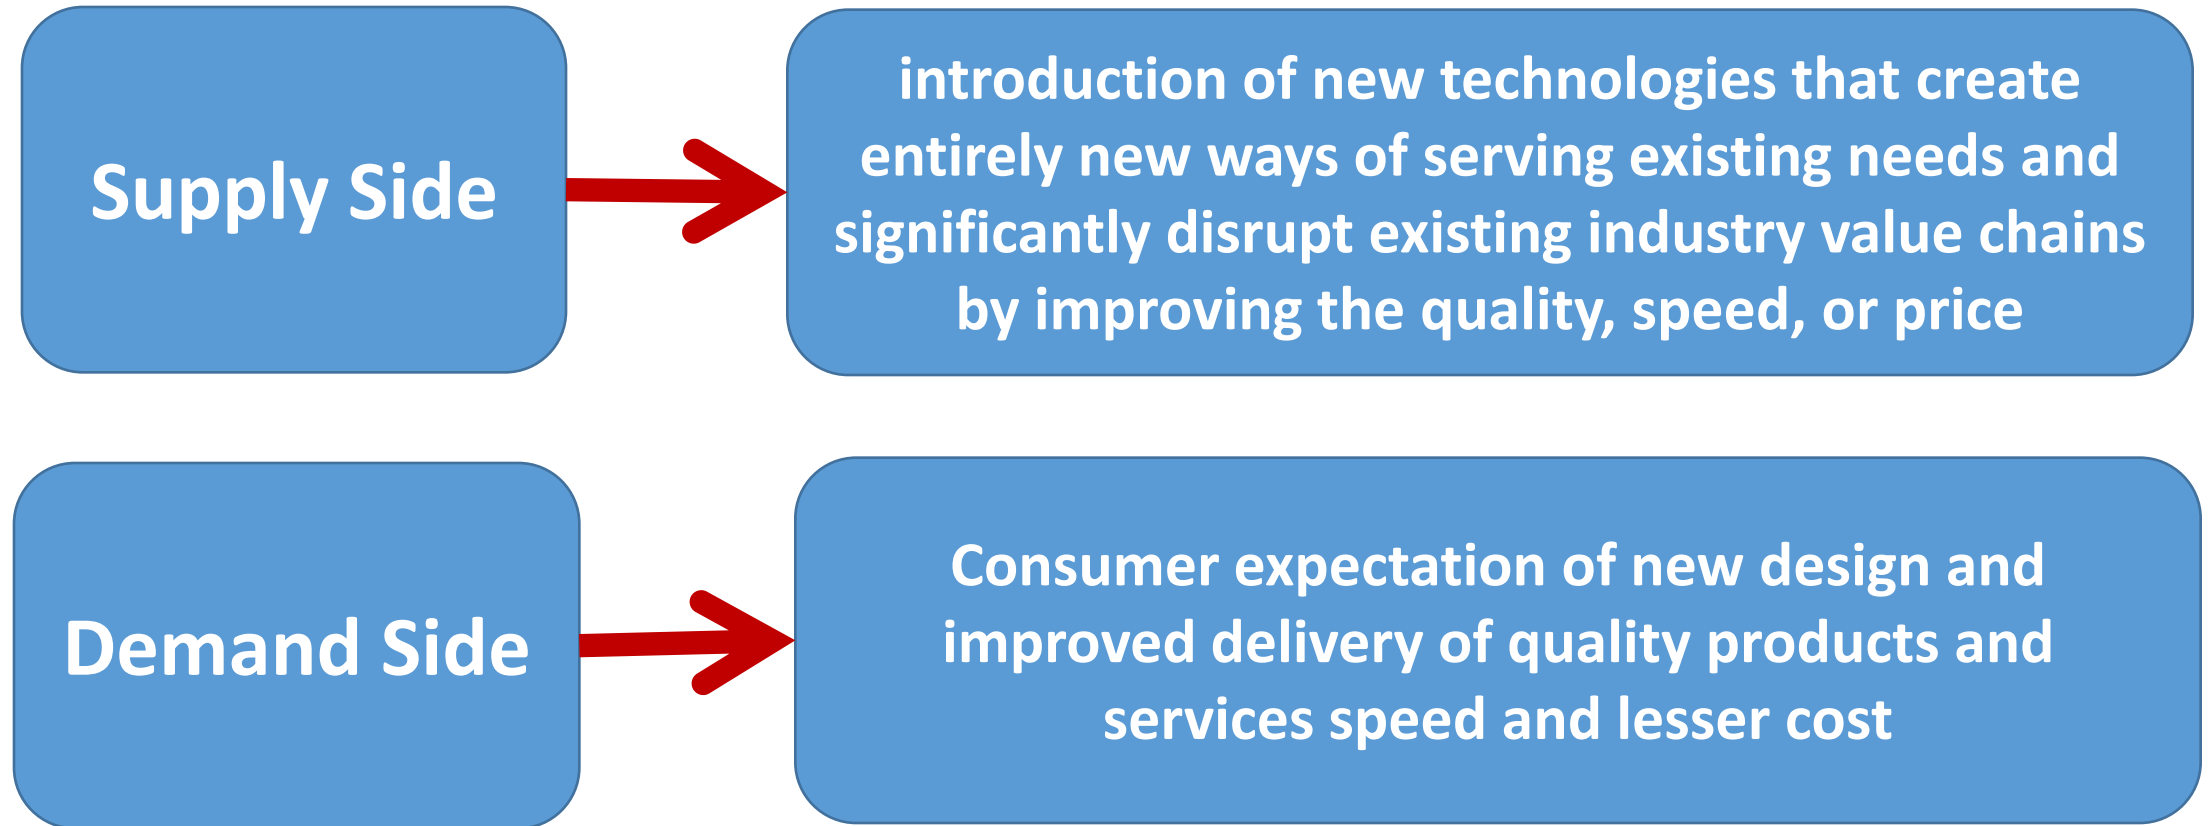 Supply Side
introduction of new technologies that create
entirely new ways of serving existing needs and
significantly disrupt existing industry value chains
by improving the quality, speed, or price
Demand Side
Consumer expectation of new design and
improved delivery of quality products and
services speed and lesser cost